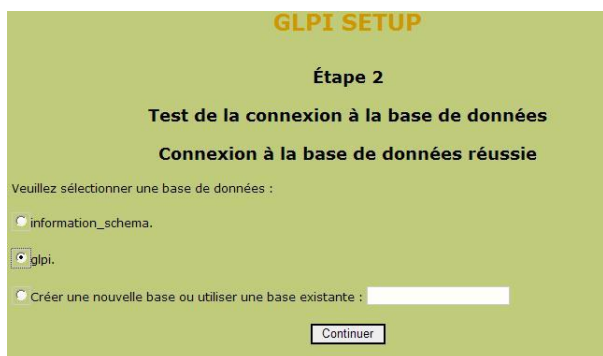 GLPI SETUP
Étape 2
Test de la connexion à la base de données
Connexion à la base de données réussie
Veuillez sélectionner une base de données :
information_schema.
glpi.
Créer une nouvelle base ou utiliser une base existante :
Continuer